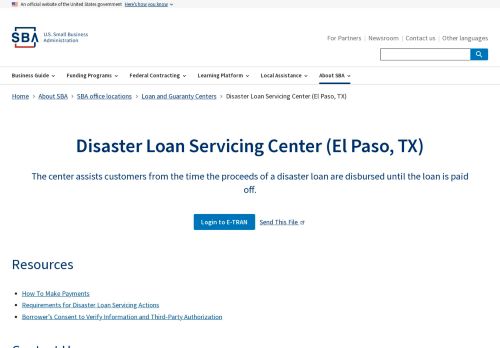 An official website of the United States government Here's how you know
SBA U.S. Small Business
Administration
For Partners | Newsroom | Contact us | Other languages
Business Guide Funding Programs Federal Contracting Learning Platform Local Assistance About SBA
Home > About SBA > SBA office locations > Loan and Guaranty Centers > Disaster Loan Servicing Center (El Paso, TX)
Disaster Loan Servicing Center (El Paso, TX)
The center assists customers from the time the proceeds of a disaster loan are disbursed until the loan is paid
off.
Login to E-TRAN Send This File
Resources
How To Make Payments
Requirements for Disaster Loan Servicing Actions
Borrower's Consent to Verify Information and Third-Party Authorization